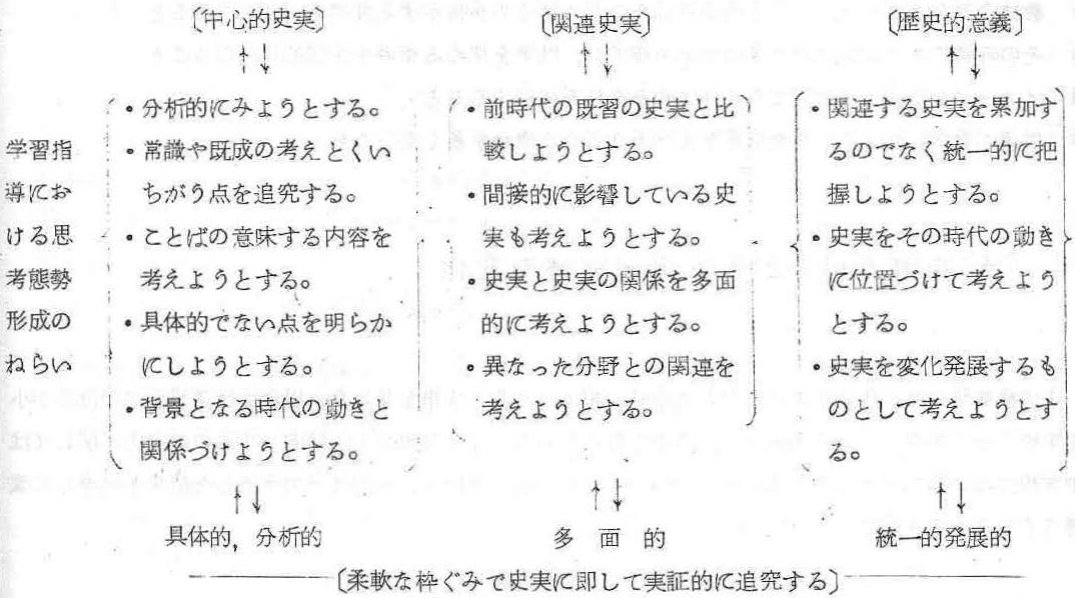 〔中心的史実〕
〔関連史実〕
〔歴史的意義〕
↑↓
↑↓
↑↓
学習指
導にお
ける思
考態勢
形成の
ねらい
・分析的にみようとする。
・常識や既成の考えとくい
ちがう点を追究する。
・ことばの意味する内容を
考えようとする。
・具体的でない点を明らか
にしようとする。
・背景となる時代の動きと
関係づけようとする。
・前時代の既習の史実と比
較しようとする。
・間接的に影響している史
実も考えようとする。
・史実と史実の関係を多面
的に考えようとする。
・異なった分野との関連を
考えようとする。
・関連する史実を累加す
るのでなく統一的に把
握しようとする。
・史実をその時代の動き
に位置づけて考えよう
とする。
・史実を変化発展するも
のとして考えようとす
る。
↑↓
↑↓
↑↓
具体的，分析的
多 面 的
統一的発展的
〔柔軟な枠ぐみで史実に即して実証的に追究する〕